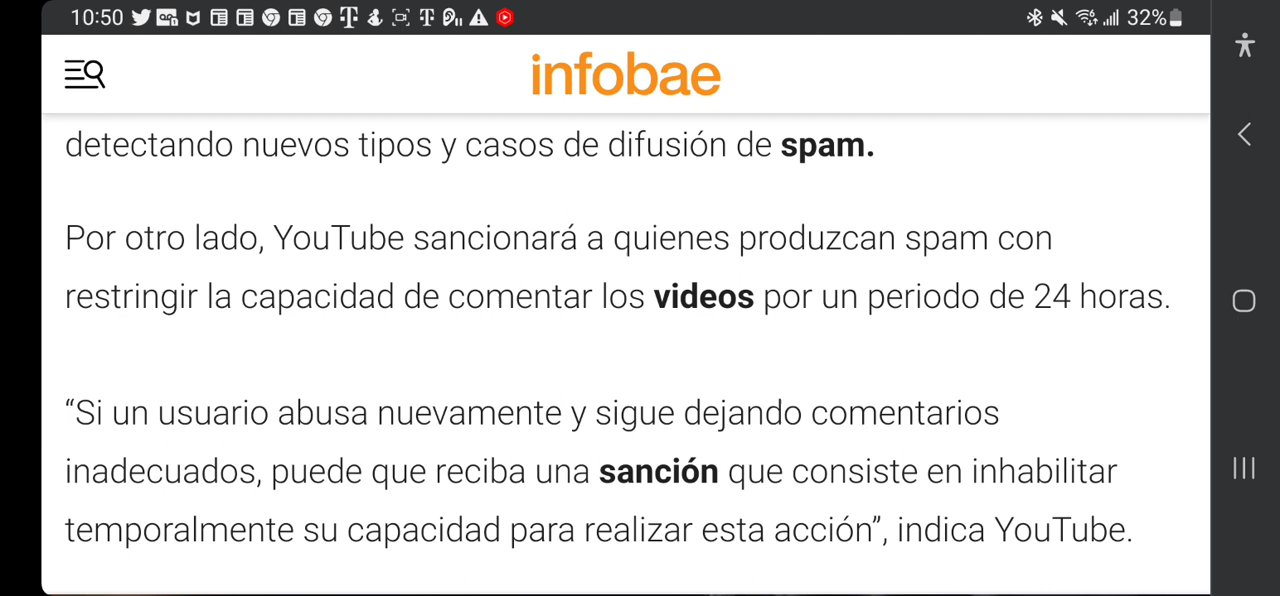 10:50
32%
infobae
detectando nuevos tipos y casos de difusión de spam.
Por otro lado, YouTube sancionará a quienes produzcan spam con
restringir la capacidad de comentar los videos por un periodo de 24 horas.
“Si un usuario abusa nuevamente y sigue dejando comentarios
inadecuados, puede que reciba una sanción que consiste en inhabilitar
temporalmente su capacidad para realizar esta acción”, indica YouTube.